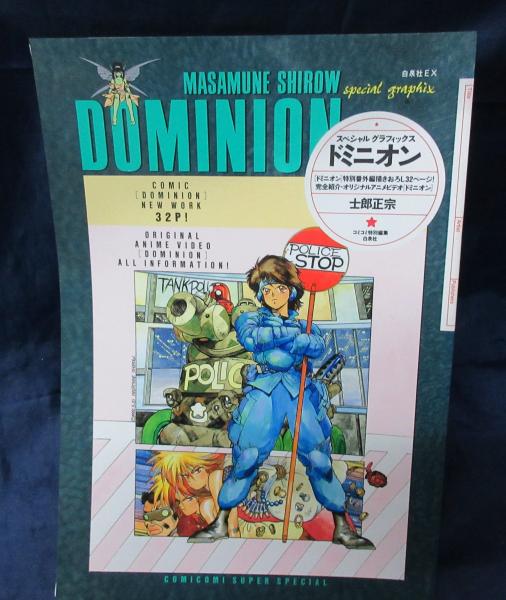 MASAMUNE SHIROW
DOMINION
special graphix
白泉社EX
スペシャル グラフィックス
ドミニオン
[ドミニオン]特別番外編描きおろし32ページ!
完全紹介・オリジナルアニメビデオ[ドミニオン]
士郎正宗
★
コミコミ特別編集
白泉社
COMIC
[DOMINION]
NEW WORK
32P!
ORIGINAL
ANIME VIDEO
[DOMINION]
ALL INFORMATION!
POLICE
STOP
TANK POLI
POLIC
COMICOMI SUPER SPECIAL